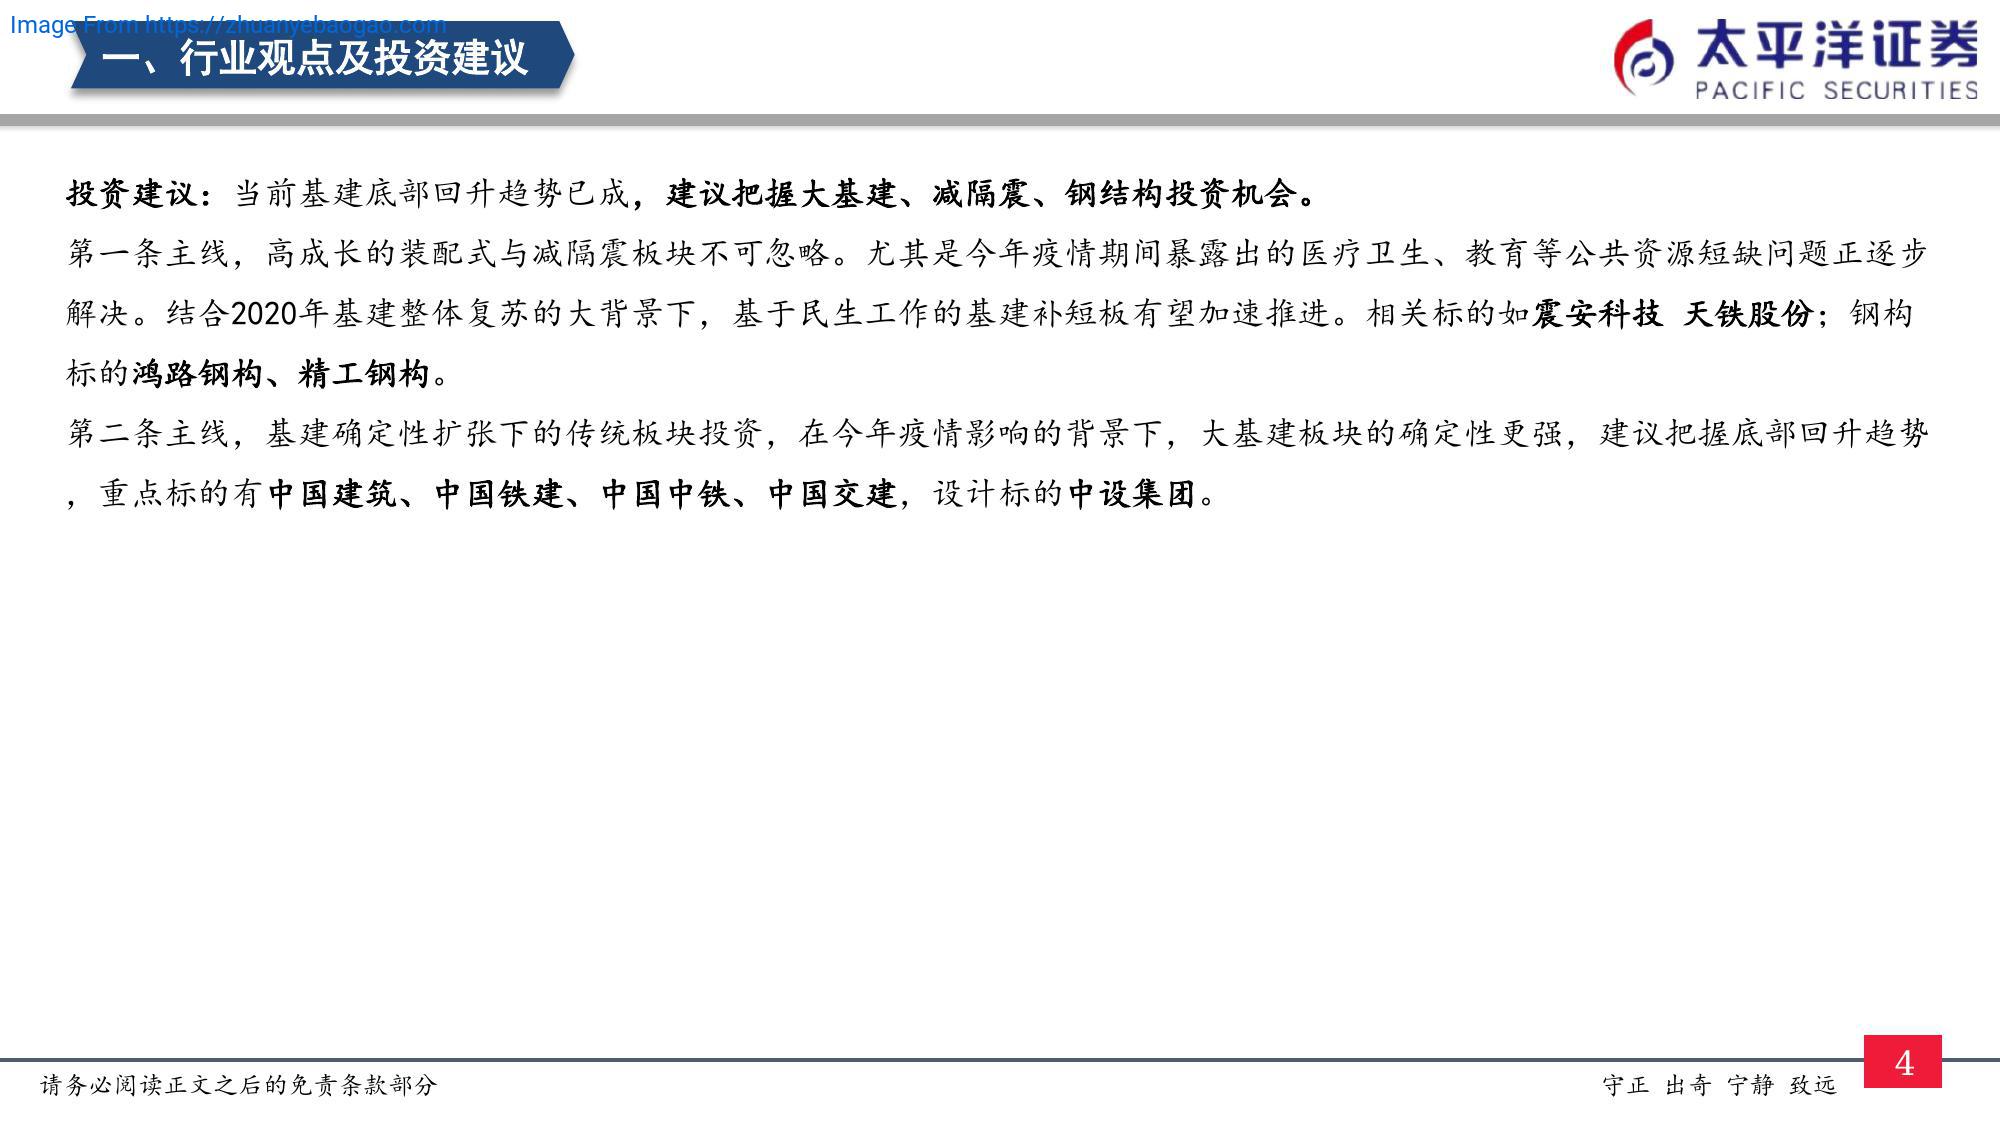 Image From https://zhuanyebaogao.com
一、行业观点及投资建议
太平洋证券
PACIFIC SECURITIES
投资建议：当前基建底部回升趋势已成，建议把握大基建、减隔震、钢结构投资机会。
第一条主线，高成长的装配式与减隔震板块不可忽略。尤其是今年疫情期间暴露出的医疗卫生、教育等公共资源短缺问题正逐步
解决。结合2020年基建整体复苏的大背景下，基于民生工作的基建补短板有望加速推进。相关标的如震安科技 天铁股份；钢构
标的鸿路钢构、精工钢构。
第二条主线，基建确定性扩张下的传统板块投资，在今年疫情影响的背景下，大基建板块的确定性更强，建议把握底部回升趋势
，重点标的有中国建筑、中国铁建、中国中铁、中国交建，设计标的中设集团。
请务必阅读正文之后的免责条款部分
守正 出奇 宁静 致远
4